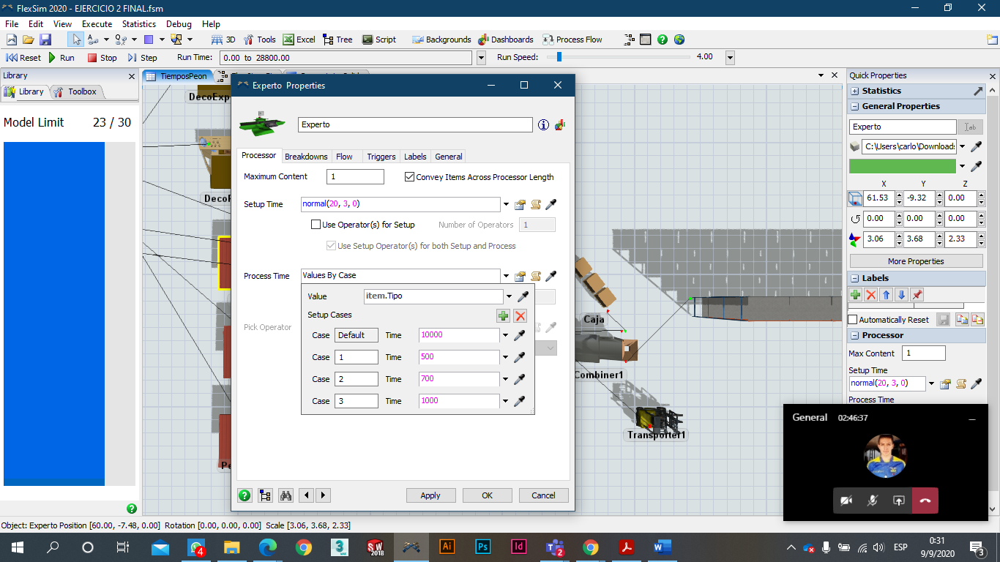 FlexSim 2020 - EJERCICIO 2 FINAL.fsm
File Edit View Execute Statistics Debug Help
3D Tools Excel Tree Script Backgrounds Dashboards Process Flow
Reset Run Stop Step Run Time: 0.00 to 28800.00 Run Speed: 4.00
Library
Library Toolbox
Model Limit 23 / 30
TiemposPeon
DecoExp
Experto Properties
Experto
Processor Breakdowns Flow Triggers Labels General
Maximum Content 1 Convey Items Across Processor Length
Setup Time normal(20, 3, 0)
Use Operator(s) for Setup Number of Operators 1
Use Setup Operator(s) for both Setup and Process
Process Time Values By Case
Value item.Tipo
Setup Cases
Pick Operator
Case Default Time 10000
Case 1 Time 500
Case 2 Time 700
Case 3 Time 1000
Apply OK Cancel
Caja
Combiner1
Transporter1
Quick Properties
Statistics
General Properties
Experto
C:\Users\carlo\Download
X Y Z
61.53 -9.32 0.00
0.00 0.00 0.00
3.06 3.68 2.33
More Properties
Labels
Automatically Reset
Processor
Max Content 1
Setup Time
normal(20, 3, 0)
Process Time
General 02:46:37
Object: Experto Position [60.00, -7.48, 0.00] Rotation [0.00, 0.00, 0.00] Scale [3.06, 3.68, 2.33]
4 3 MAX SW 2018 Ai Ps Id 2 ESP 0:31
9/9/2020 3